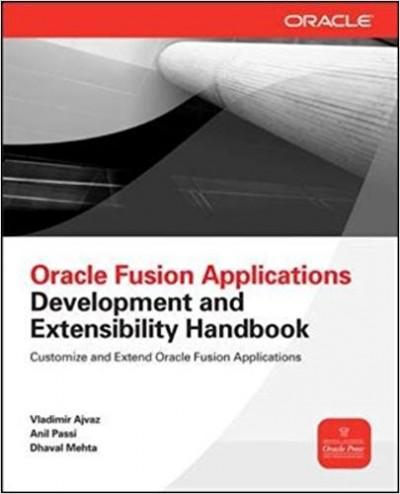 ORACLE
Oracle Fusion Applications
Development and
Extensibility Handbook
Customize and Extend Oracle Fusion Applications
Vladimir Ajvaz
Anil Passi
Dhaval Mehta
Oracle Press